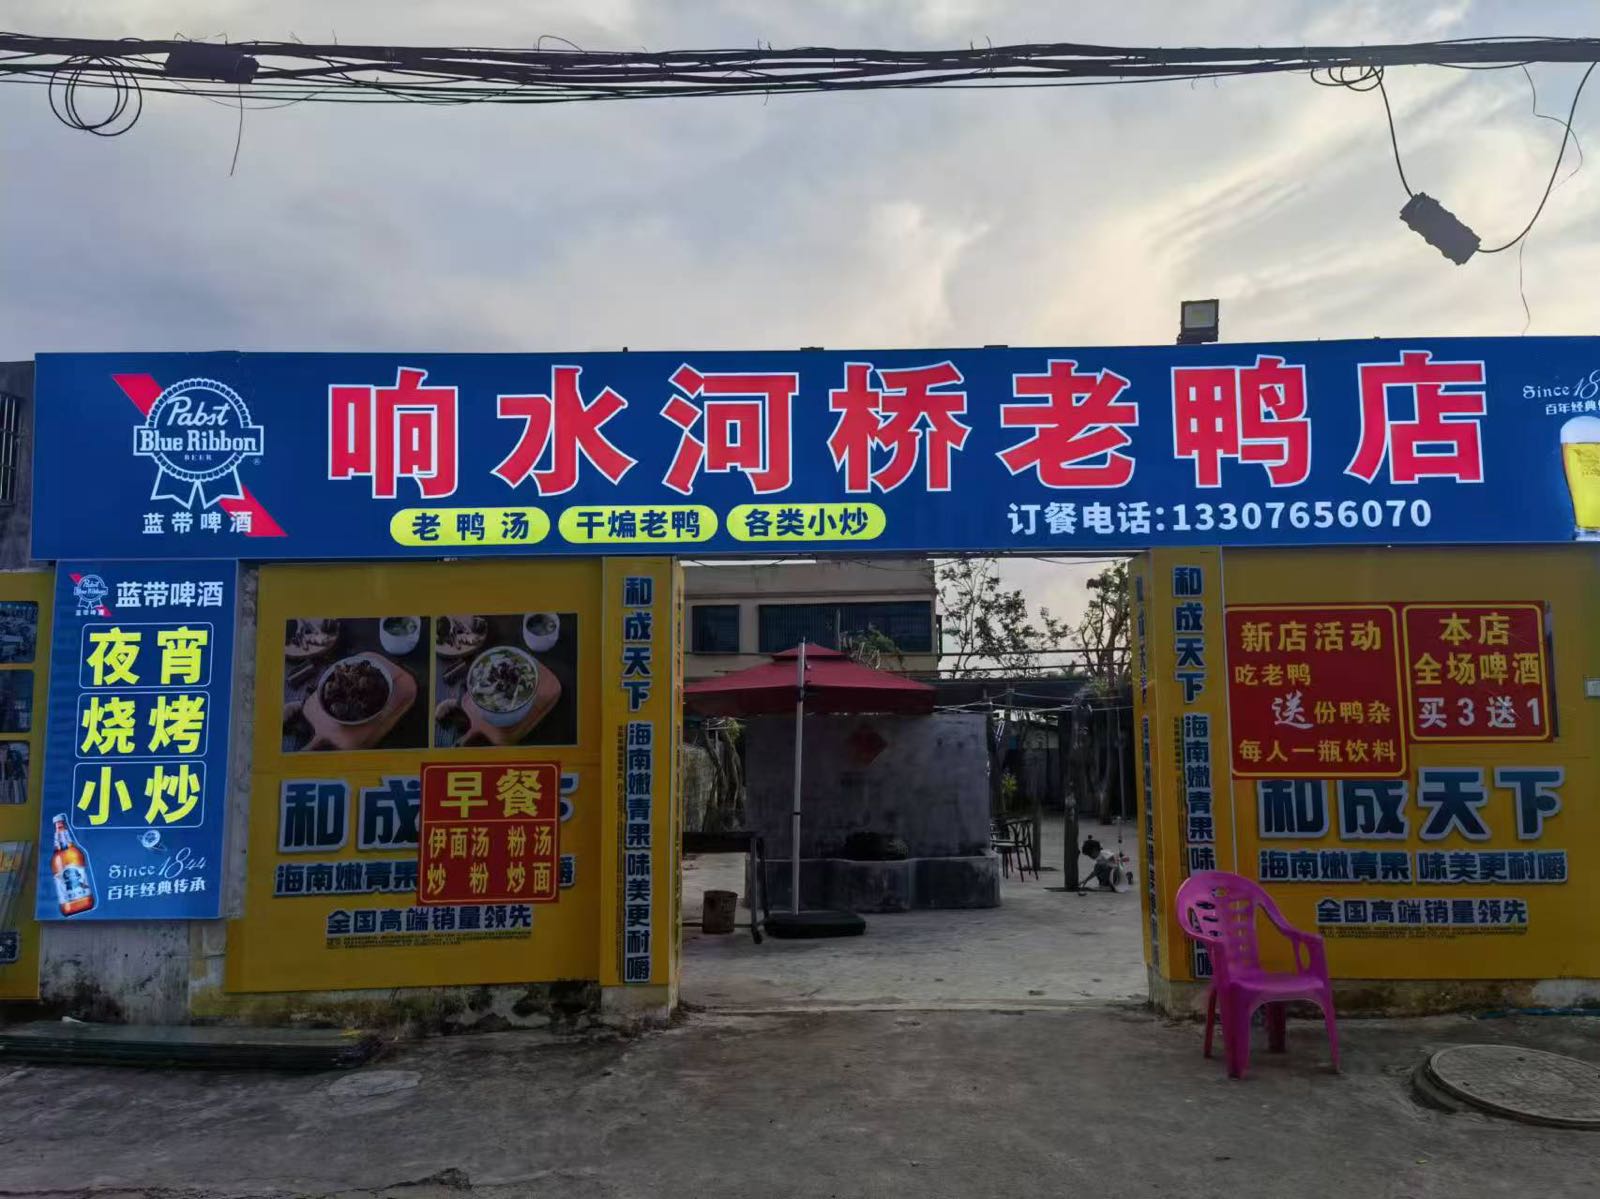 Pabst
Blue Ribbon
BEER
蓝带啤酒
响水河桥老鸭店
老鸭汤 干煸老鸭 各类小炒
订餐电话:13307656070
Since 18
百年经典
蓝带啤酒
夜宵
烧烤
小炒
Since 1844
百年经典传承
和成
海南嫩青果
全国高端销量领先
早餐
伊面汤 粉汤
炒粉 炒面
嚼
和成天下 海南嫩青果 味美更耐嚼
和成天下 海南嫩青果 味
嚼
新店活动
吃老鸭
送份鸭杂
每人一瓶饮料
本店
全场啤酒
买3送1
和成天下
海南嫩青果 味美更耐嚼
全国高端销量领先